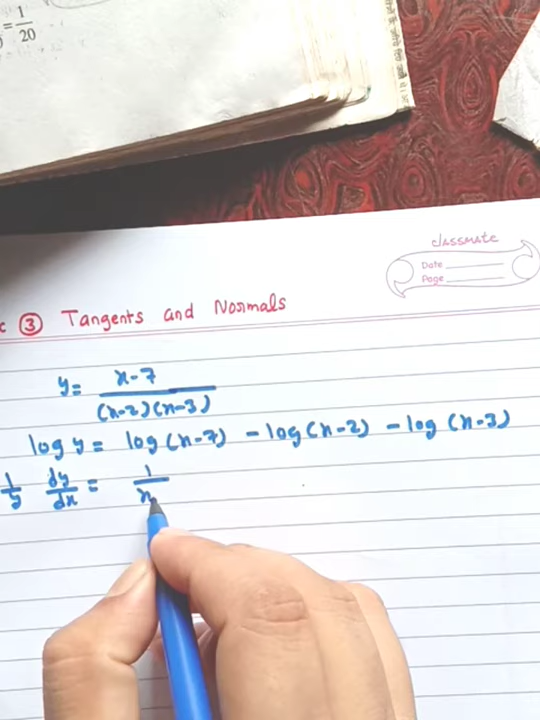 = 1/20
classmate
Date
Page
③ Tangents and Normals
y = x-7 / (x-2)(x-3)
log y = log(x-7) - log(x-2) - log(x-3)
1/y dy/dx = 1/x